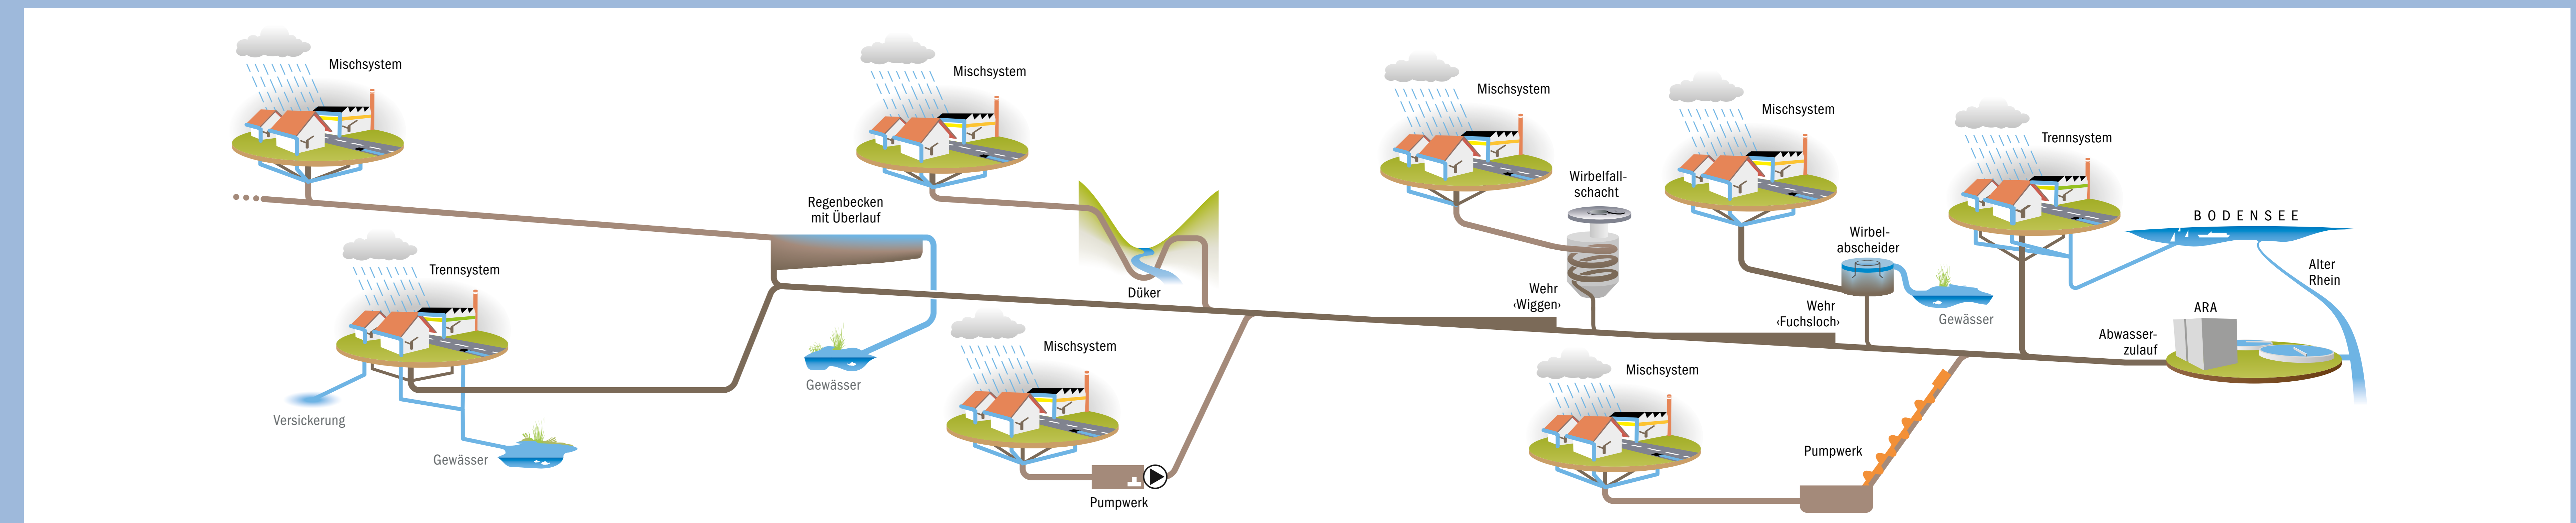 Mischsystem
Mischsystem
Mischsystem
Mischsystem
Trennsystem
Wirbelfall-
schacht
Regenbecken
mit Überlauf
BODENSEE
Wirbel-
abscheider
Trennsystem
Alter
Rhein
Düker
Wehr
‹Wiggen›
Wehr
‹Fuchsloch›
Gewässer
ARA
Abwasser-
zulauf
Mischsystem
Mischsystem
Gewässer
Versickerung
Gewässer
Pumpwerk
Pumpwerk